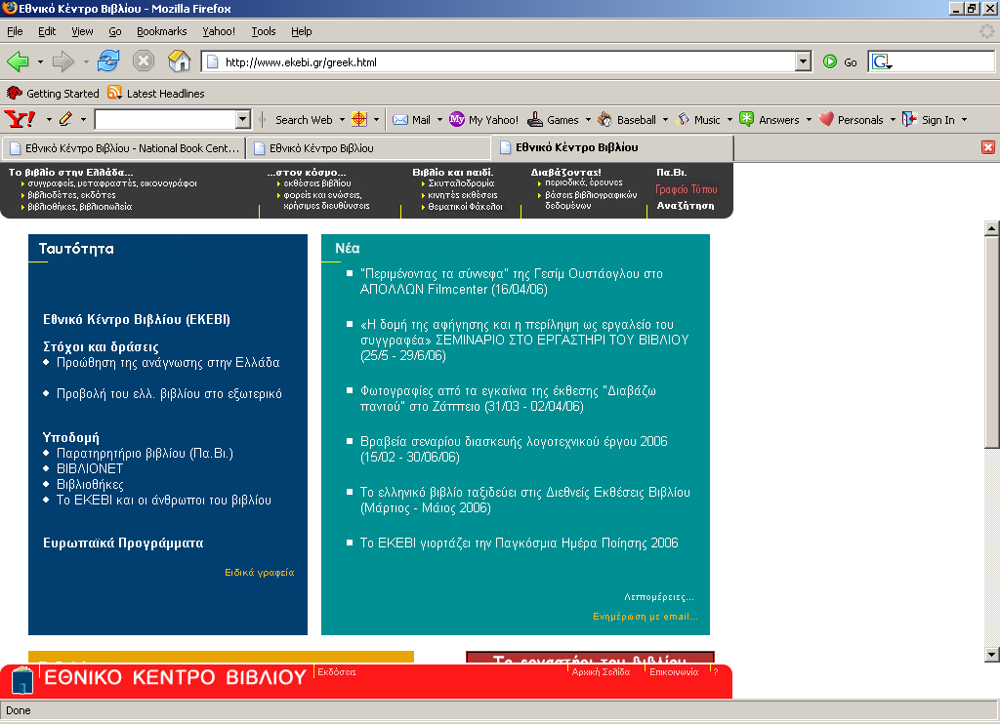 Εθνικό Κέντρο Βιβλίου - Mozilla Firefox
File Edit View Go Bookmarks Yahoo! Tools Help
http://www.ekebi.gr/greek.html Go
Getting Started Latest Headlines
Y! Search Web Mail My Yahoo! Games Baseball Music Answers Personals Sign In
Εθνικό Κέντρο Βιβλίου - National Book Cent... Εθνικό Κέντρο Βιβλίου Εθνικό Κέντρο Βιβλίου
Το βιβλίο στην Ελλάδα...
συγγραφείς, μεταφραστές, εικονογράφοι
βιβλιοδέτες, εκδότες
βιβλιοθήκες, βιβλιοπωλεία
...στον κόσμο...
εκθέσεις βιβλίου
φορείς και ενώσεις,
χρήσιμες διευθύνσεις
Βιβλίο και παιδί.
Σκυταλοδρομία
κινητές εκθέσεις
Θεματικοί Φάκελοι
Διαβάζοντας!
περιοδικά, έρευνες
βάσεις βιβλιογραφικών
δεδομένων
Πα.Βι.
Γραφείο Τύπου
Αναζήτηση
Ταυτότητα
Εθνικό Κέντρο Βιβλίου (ΕΚΕΒΙ)
Στόχοι και δράσεις
Προώθηση της ανάγνωσης στην Ελλάδα
Προβολή του ελλ. βιβλίου στο εξωτερικό
Υποδομή
Παρατηρητήριο βιβλίου (Πα.Βι.)
ΒΙΒΛΙΟΝΕΤ
Βιβλιοθήκες
Το ΕΚΕΒΙ και οι άνθρωποι του βιβλίου
Ευρωπαϊκά Προγράμματα
Ειδικά γραφεία
Νέα
"Περιμένοντας τα σύννεφα" της Γεσίμ Ουστάογλου στο
ΑΠΟΛΛΩΝ Filmcenter (16/04/06)
«Η δομή της αφήγησης και η περίληψη ως εργαλείο του
συγγραφέα» ΣΕΜΙΝΑΡΙΟ ΣΤΟ ΕΡΓΑΣΤΗΡΙ ΤΟΥ ΒΙΒΛΙΟΥ
(25/5 - 29/6/06)
Φωτογραφίες από τα εγκαίνια της έκθεσης "Διαβάζω
παντού" στο Ζάππειο (31/03 - 02/04/06)
Βραβεία σεναρίου διασκευής λογοτεχνικού έργου 2006
(15/02 - 30/06/06)
Το ελληνικό βιβλίο ταξιδεύει στις Διεθνείς Εκθέσεις Βιβλίου
(Μάρτιος - Μάιος 2006)
Το ΕΚΕΒΙ γιορτάζει την Παγκόσμια Ημέρα Ποίησης 2006
Λεπτομέρειες...
Ενημέρωση με email...
Το εργαστήρι του βιβλίου
ΕΘΝΙΚΟ ΚΕΝΤΡΟ ΒΙΒΛΙΟΥ Εκδόσεις Αρχική Σελίδα Επικοινωνία ?
Done